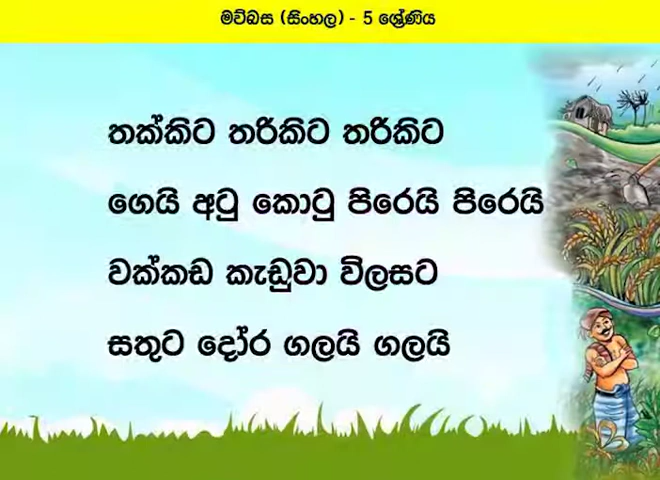 මව්බස (සිංහල) - 5 ශ්‍රේණිය
තක්කිට තරිකිට තරිකිට
ගෙයි අටු කොටු පිරෙයි පිරෙයි
වක්කඩ කැඩුවා විලසට
සතුට දෝර ගලයි ගලයි